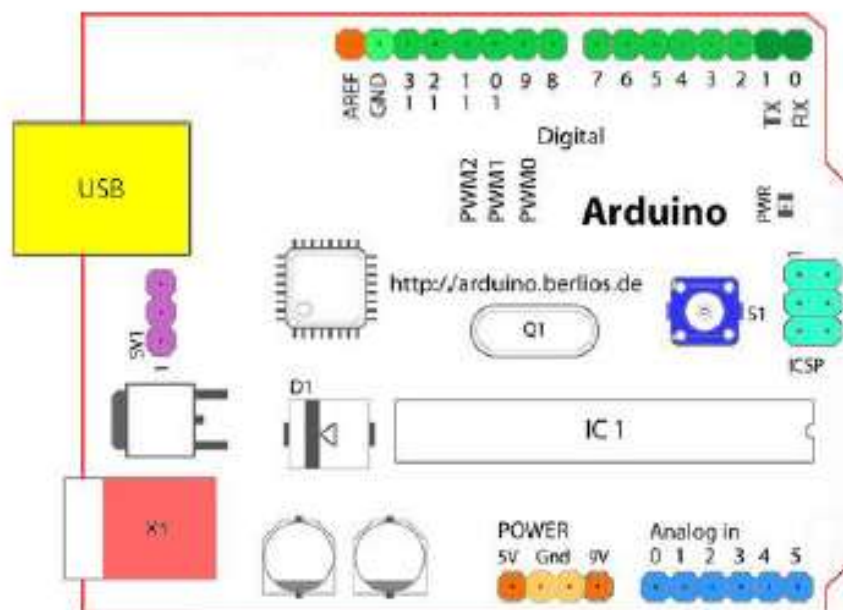 AREF
GND
13
12
11
10
9
8
7
6
5
4
3
2
1
0
TX
RX
Digital
USB
PWM2
PWM1
PWM0
Arduino
PWR
http://arduino.berlios.de
1
SV1
1
Q1
S1
ICSP
D1
IC 1
X1
POWER
5V Gnd 9V
Analog in
0 1 2 3 4 5